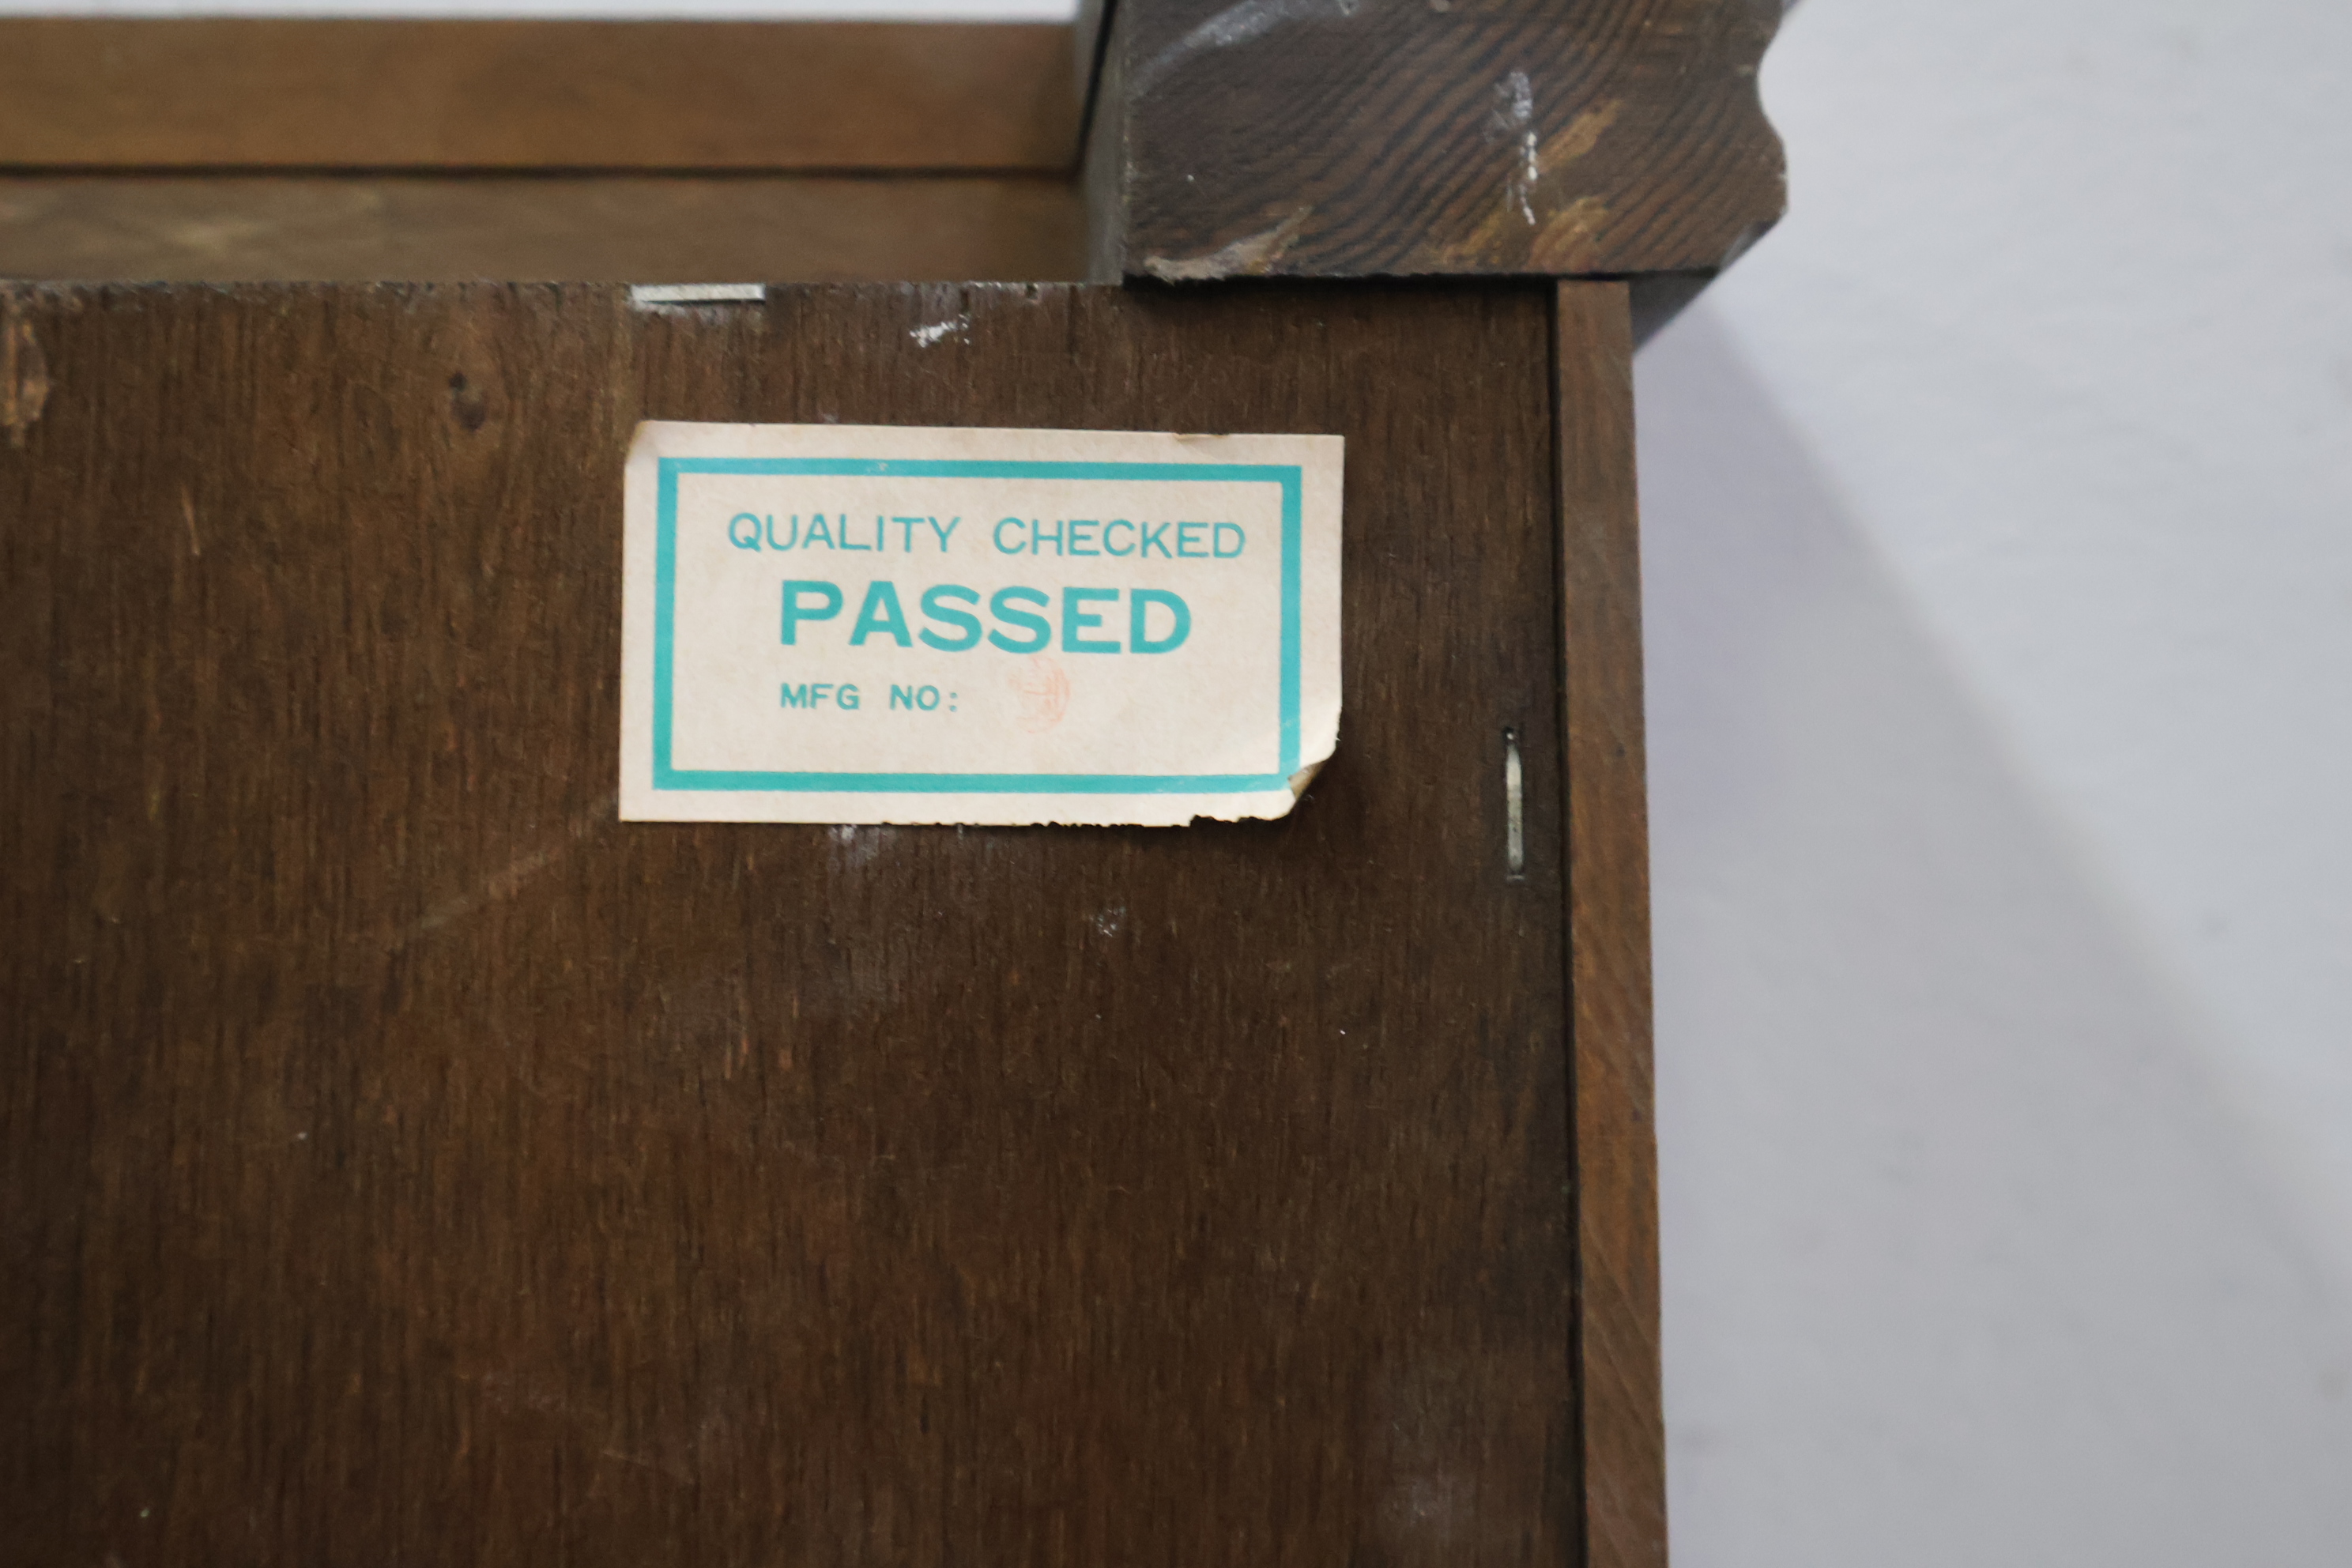 QUALITY CHECKED
PASSED
MFG NO: